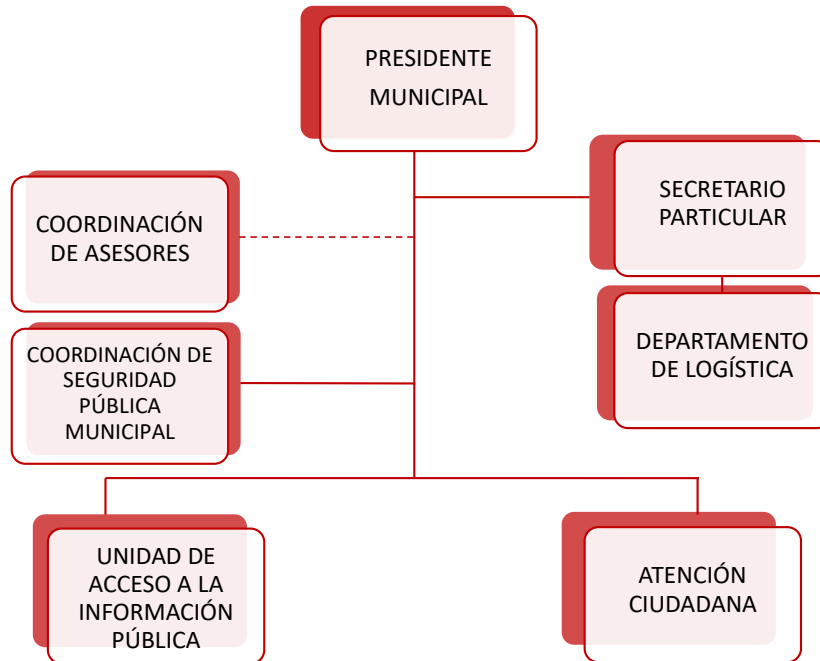 PRESIDENTE
MUNICIPAL
SECRETARIO
PARTICULAR
COORDINACIÓN
DE ASESORES
DEPARTAMENTO
DE LOGÍSTICA
COORDINACIÓN DE
SEGURIDAD
PÚBLICA
MUNICIPAL
UNIDAD DE
ACCESO A LA
INFORMACIÓN
PÚBLICA
ATENCIÓN
CIUDADANA